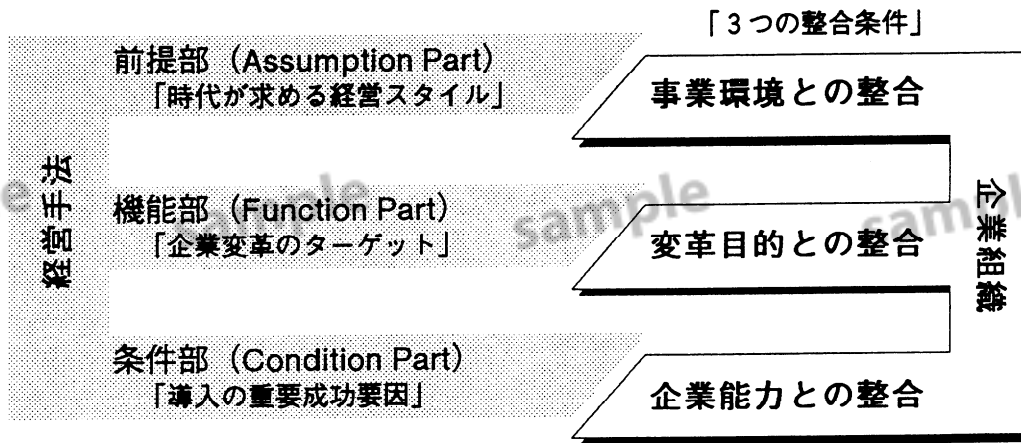 「3つの整合条件」
前提部（Assumption Part）
「時代が求める経営スタイル」
事業環境との整合
経営手法
機能部（Function Part）
「企業変革のターゲット」
変革目的との整合
企業組織
条件部（Condition Part）
「導入の重要成功要因」
企業能力との整合
e
sample
sample
sampl